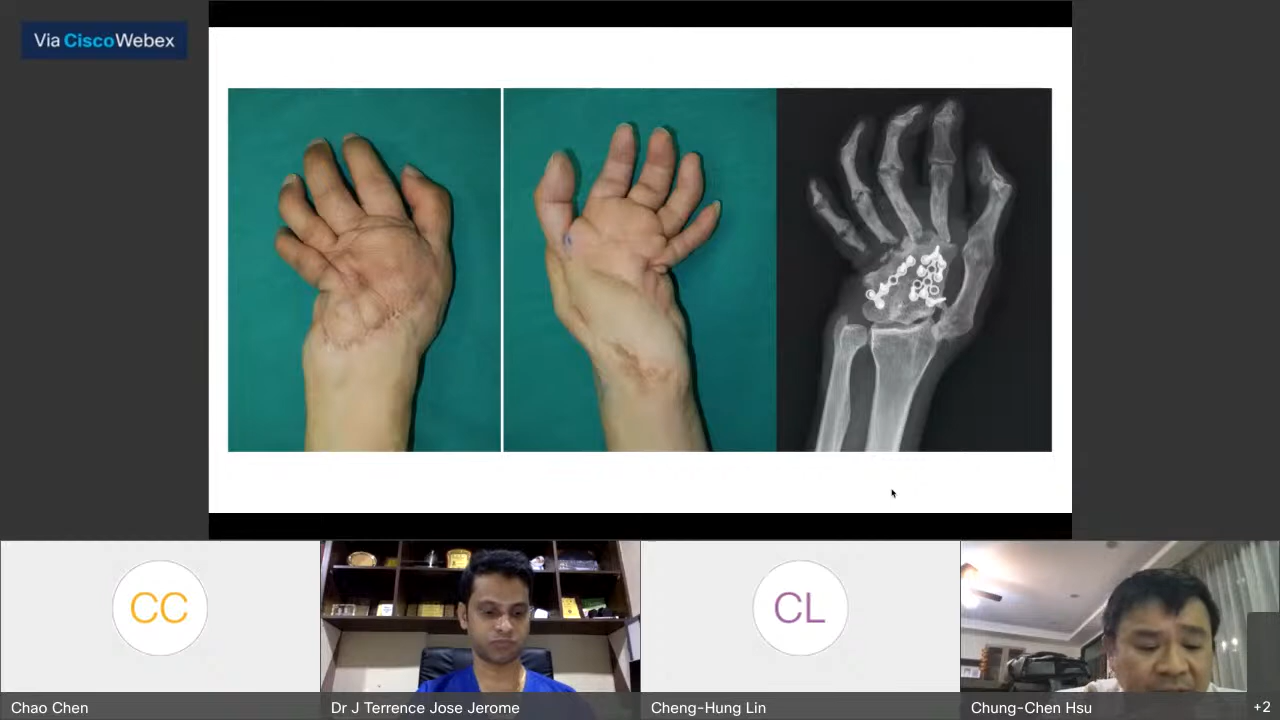 Via CiscoWebex
CC
CL
Chao Chen
Dr J Terrence Jose Jerome
Cheng-Hung Lin
Chung-Chen Hsu
+2